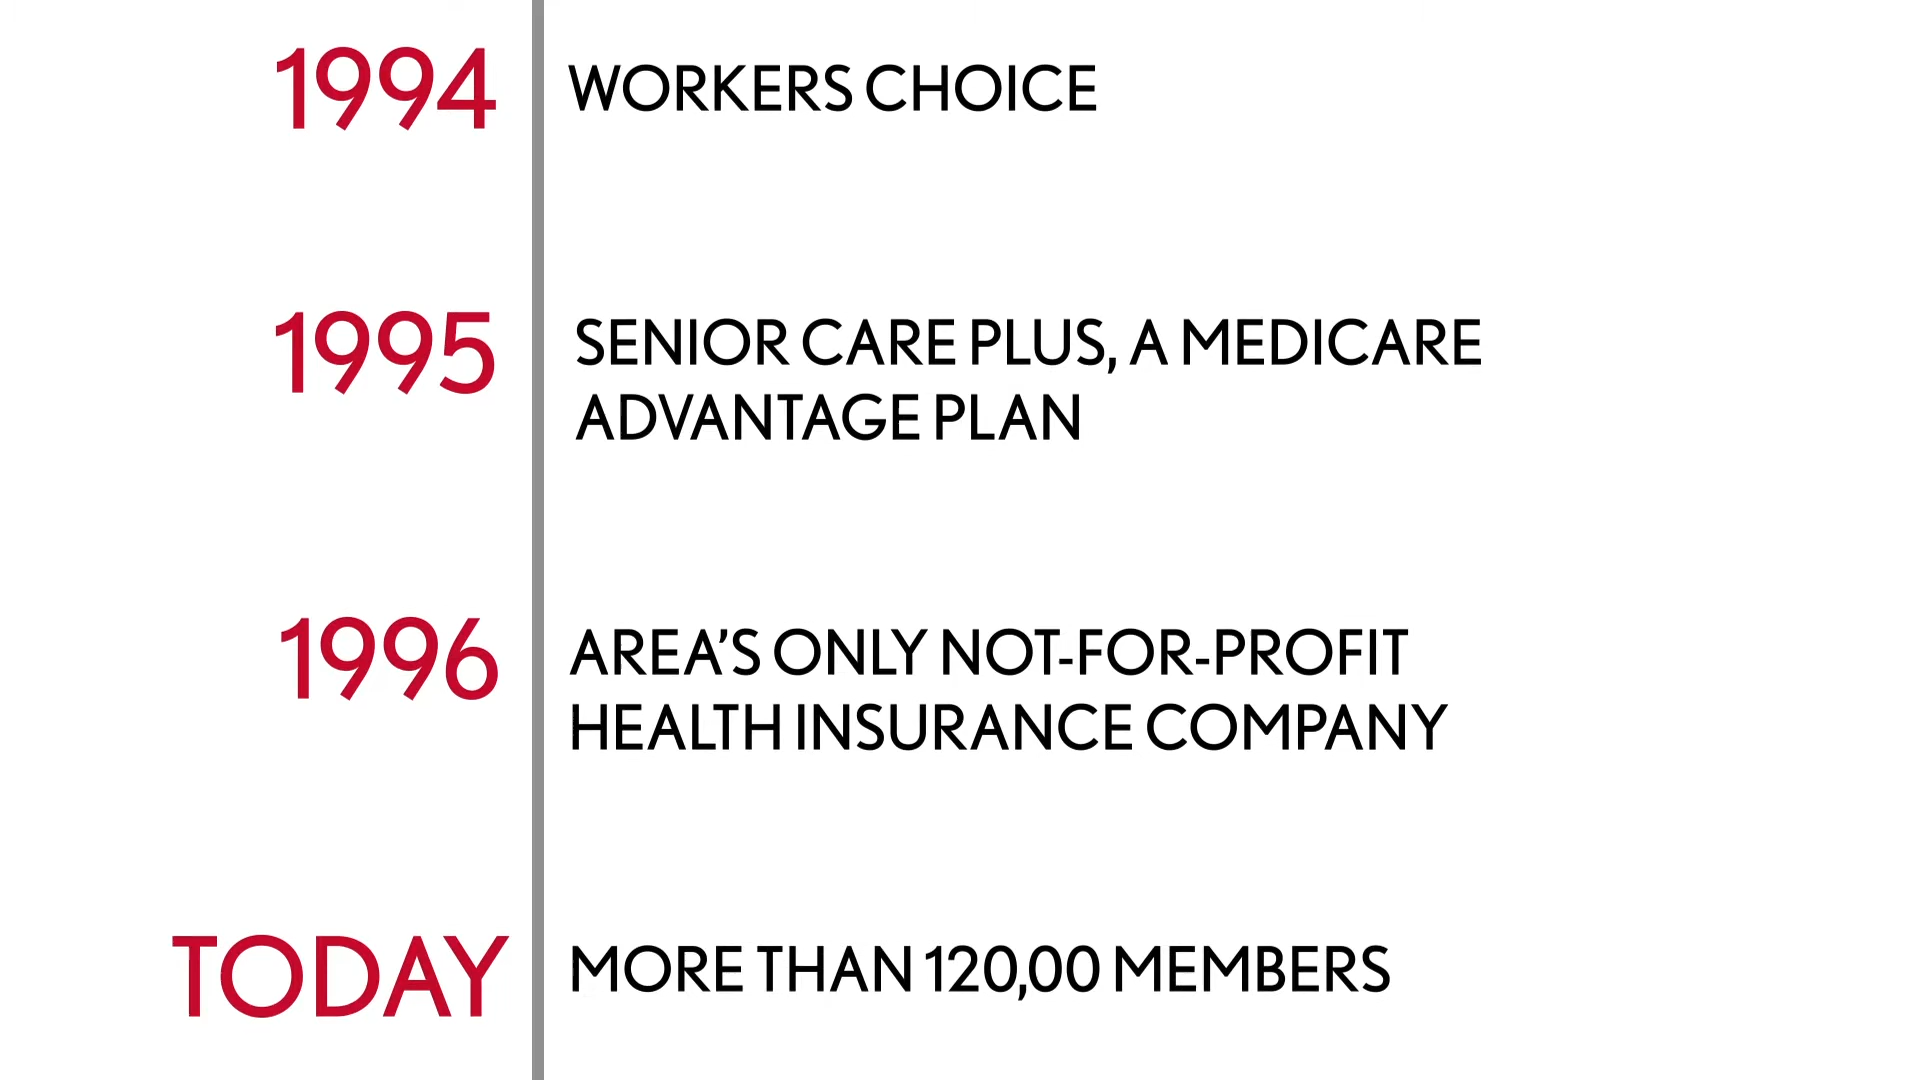 1994
WORKERS CHOICE
1995
SENIOR CARE PLUS, A MEDICARE
ADVANTAGE PLAN
1996
AREA’S ONLY NOT-FOR-PROFIT
HEALTH INSURANCE COMPANY
TODAY
MORE THAN 120,00 MEMBERS